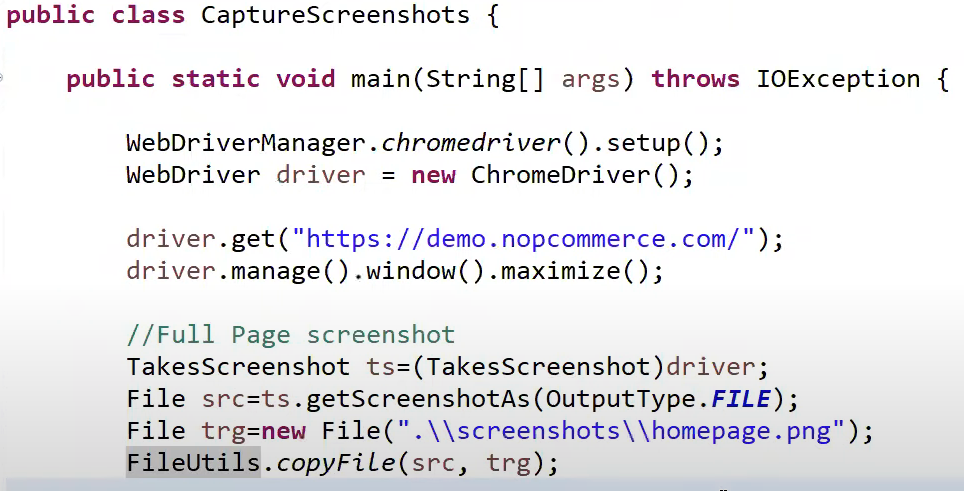 public class CaptureScreenshots {
public static void main(String[] args) throws IOException {
WebDriverManager.chromedriver().setup();
WebDriver driver = new ChromeDriver();
driver.get("https://demo.nopcommerce.com/");
driver.manage().window().maximize();
//Full Page screenshot
TakesScreenshot ts=(TakesScreenshot)driver;
File src=ts.getScreenshotAs(OutputType.FILE);
File trg=new File(".\\screenshots\\homepage.png");
FileUtils.copyFile(src, trg);